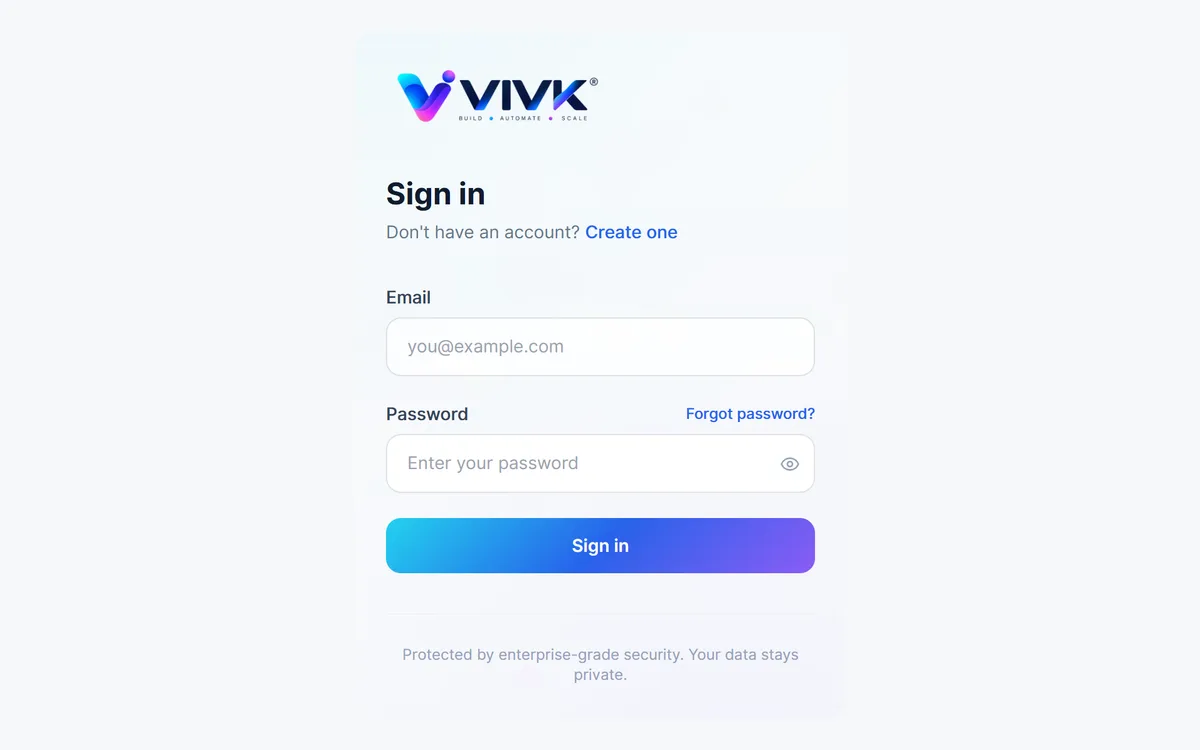 VIVK®
BUILD • AUTOMATE • SCALE
Sign in
Don't have an account? Create one
Email
you@example.com
Password Forgot password?
Enter your password
Sign in
Protected by enterprise-grade security. Your data stays
private.